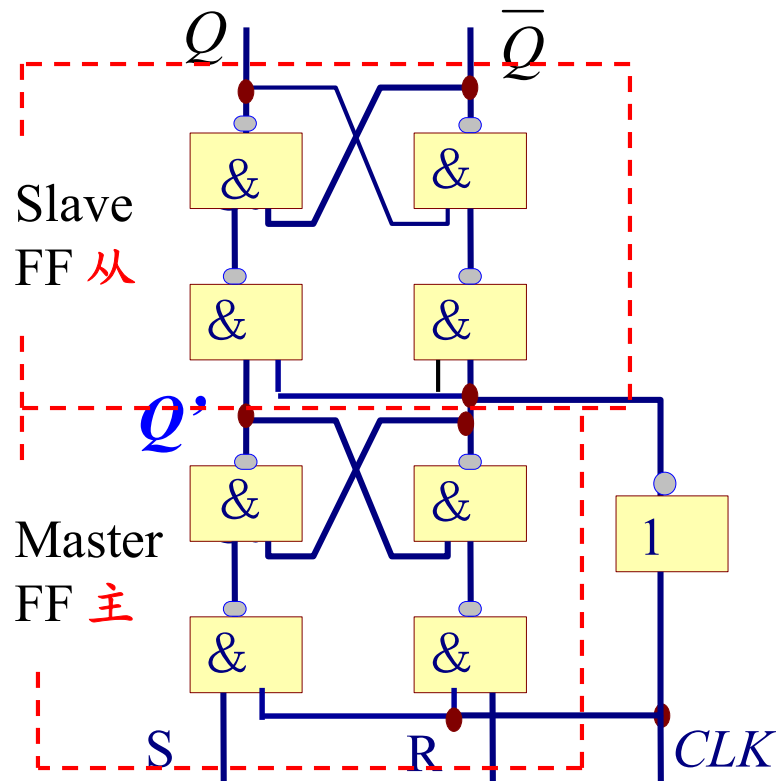 Q Q̅
& &
Slave
FF 从
& &
Q’
& &
Master
FF 主
1
& &
S R CLK